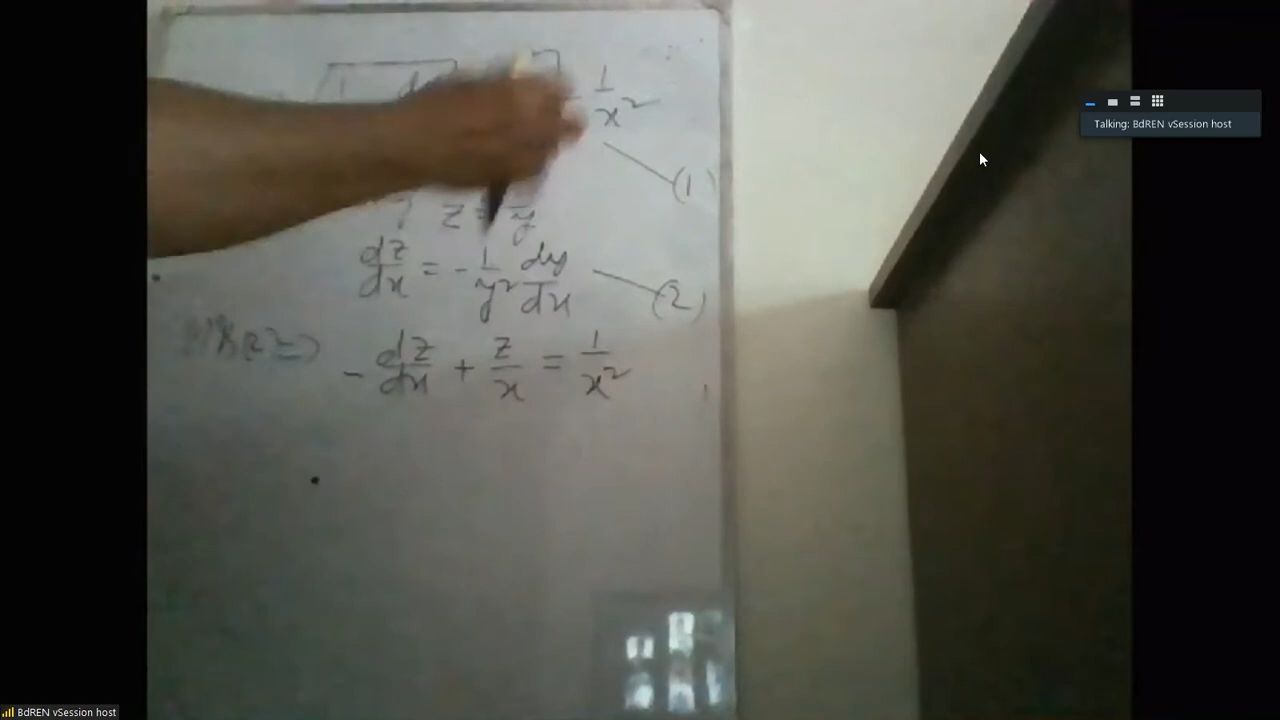 1/x²
(1)
z = 1/y
dz/dx = -1/y² dy/dx (2)
-dz/dx + z/x = 1/x²
Talking: BdREN vSession host
BdREN vSession host